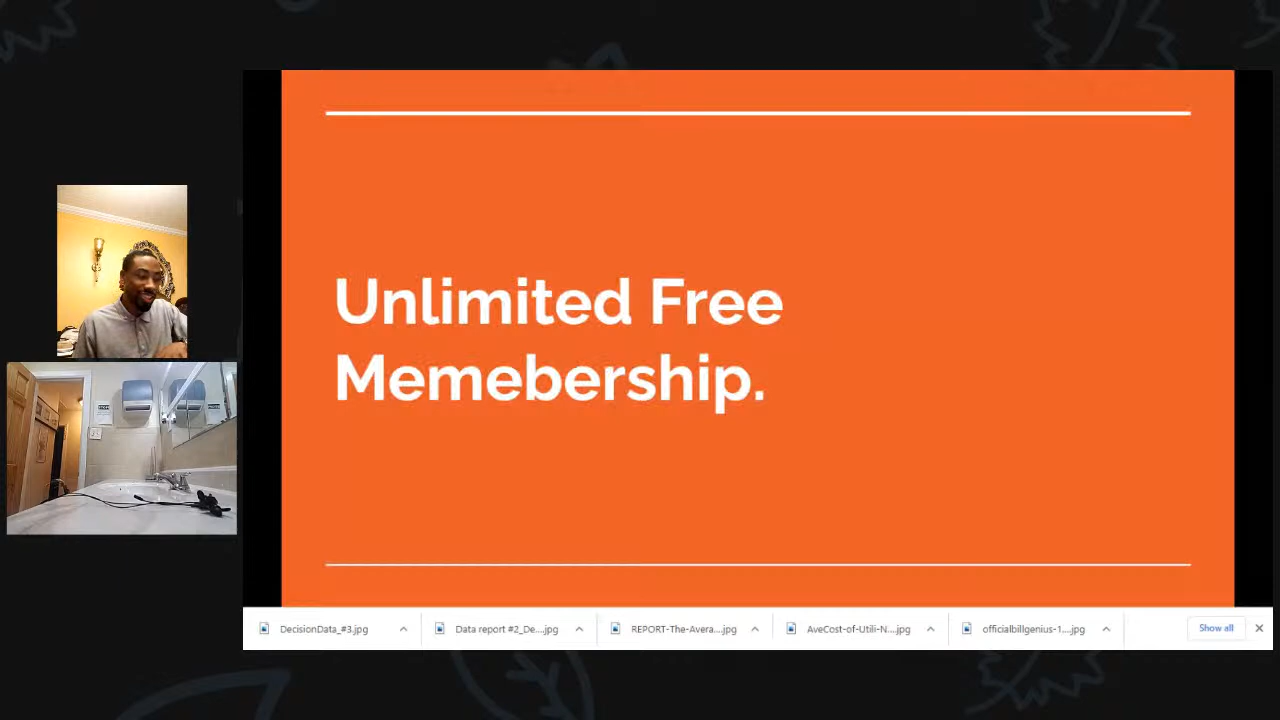 Unlimited Free
Memebership.
DecisionData_#3.jpg
Data report #2_De....jpg
REPORT-The-Avera....jpg
AveCost-of-Utili-N....jpg
officialbillgenius-1....jpg
Show all